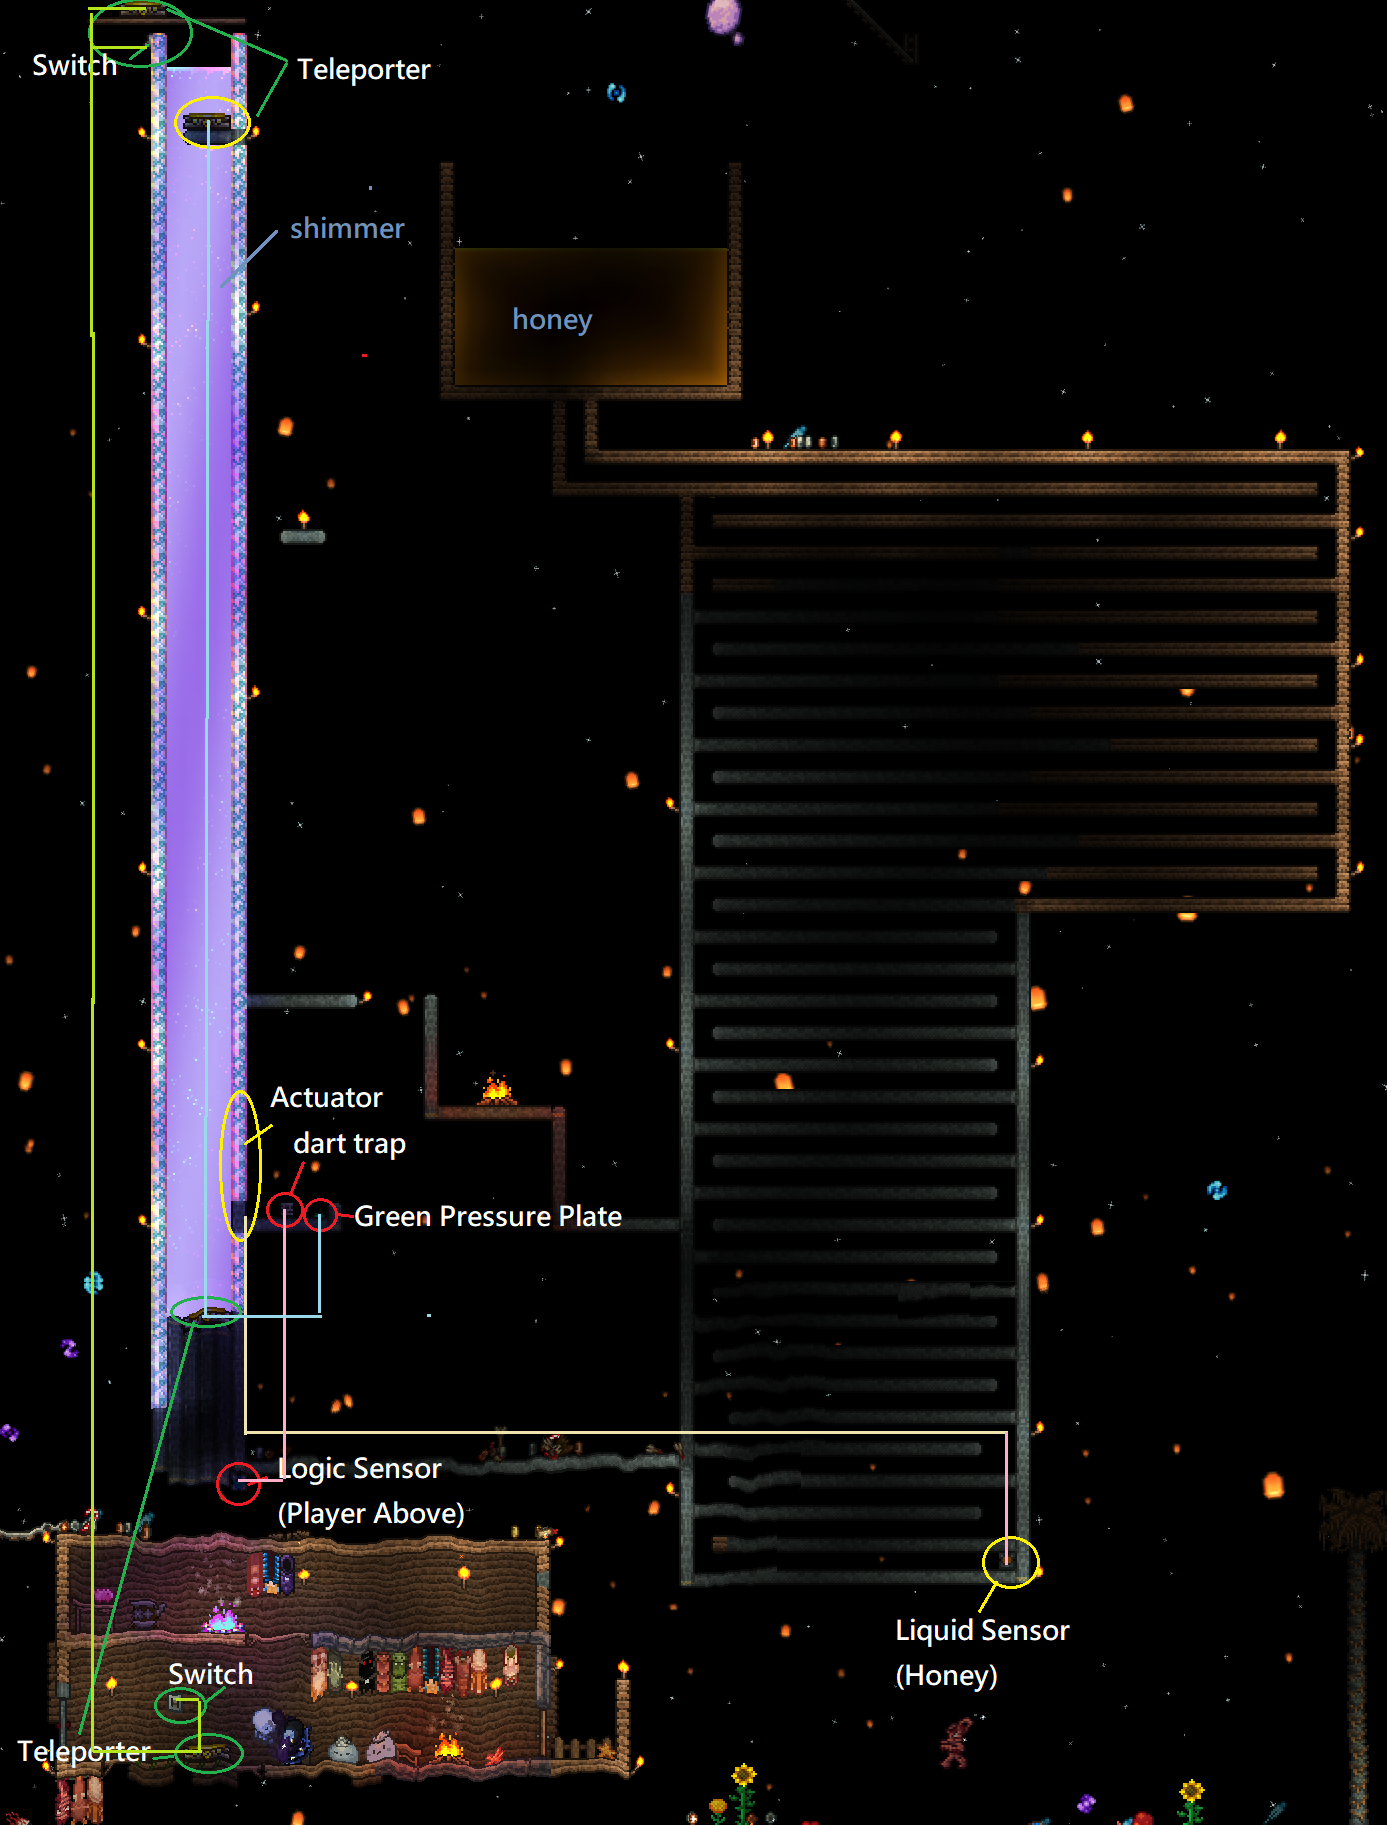 Switch
Teleporter
shimmer
honey
Actuator
dart trap
Green Pressure Plate
Logic Sensor
(Player Above)
Liquid Sensor
(Honey)
Switch
Teleporter